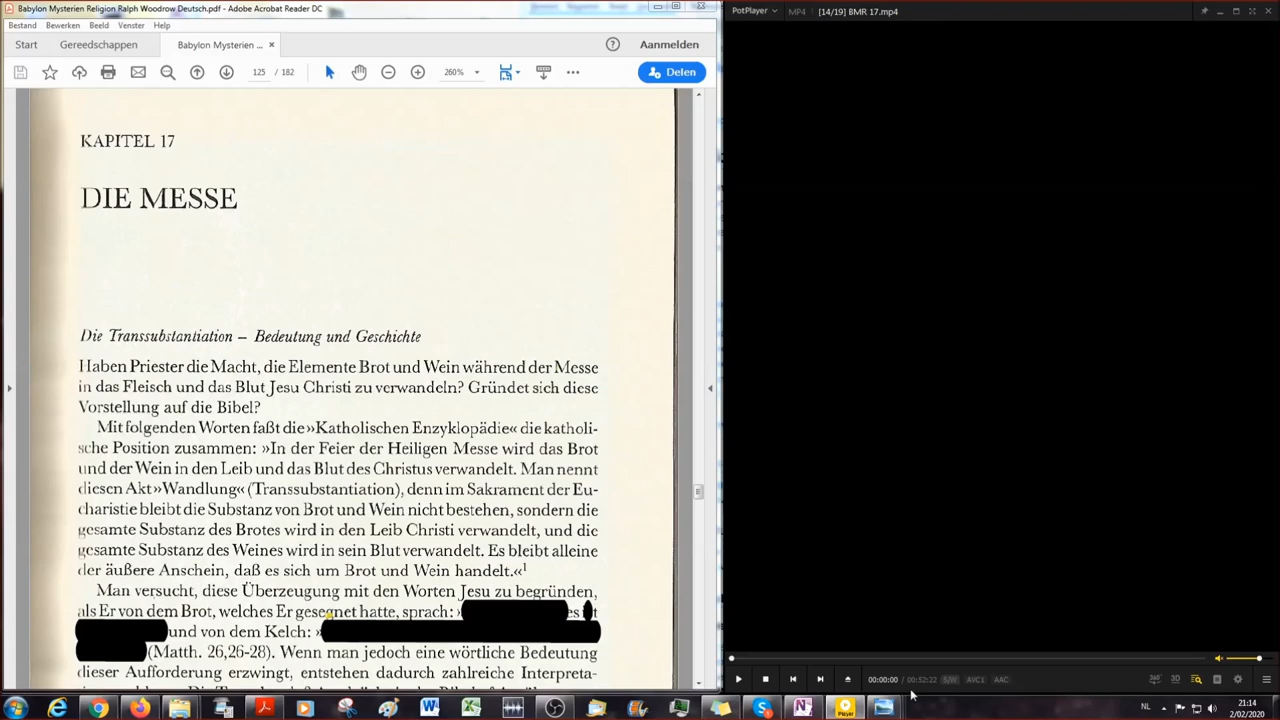 Babylon Mysterien Religion Ralph Woodrow Deutsch.pdf - Adobe Acrobat Reader DC
Bestand Bewerken Beeld Venster Help
Start Gereedschappen Babylon Mysterien ... × Aanmelden
125 / 182 260% Delen
KAPITEL 17
DIE MESSE
Die Transsubstantiation – Bedeutung und Geschichte
Haben Priester die Macht, die Elemente Brot und Wein während der Messe
in das Fleisch und das Blut Jesu Christi zu verwandeln? Gründet sich diese
Vorstellung auf die Bibel?
Mit folgenden Worten faßt die »Katholischen Enzyklopädie« die katholi-
sche Position zusammen: »In der Feier der Heiligen Messe wird das Brot
und der Wein in den Leib und das Blut des Christus verwandelt. Man nennt
diesen Akt »Wandlung« (Transsubstantiation), denn im Sakrament der Eu-
charistie bleibt die Substanz von Brot und Wein nicht bestehen, sondern die
gesamte Substanz des Brotes wird in den Leib Christi verwandelt, und die
gesamte Substanz des Weines wird in sein Blut verwandelt. Es bleibt alleine
der äußere Anschein, daß es sich um Brot und Wein handelt.«1
Man versucht, diese Überzeugung mit den Worten Jesu zu begründen,
als Er von dem Brot, welches Er gesegnet hatte, sprach: »
und von dem Kelch: »
(Matth. 26,26-28). Wenn man jedoch eine wörtliche Bedeutung
dieser Aufforderung erzwingt, entstehen dadurch zahlreiche Interpreta-
PotPlayer MP4 [14/19] BMR 17.mp4
00:00:00 / 00:52:22 S/W AVC1 AAC
3D
NL 21:14
2/02/2020